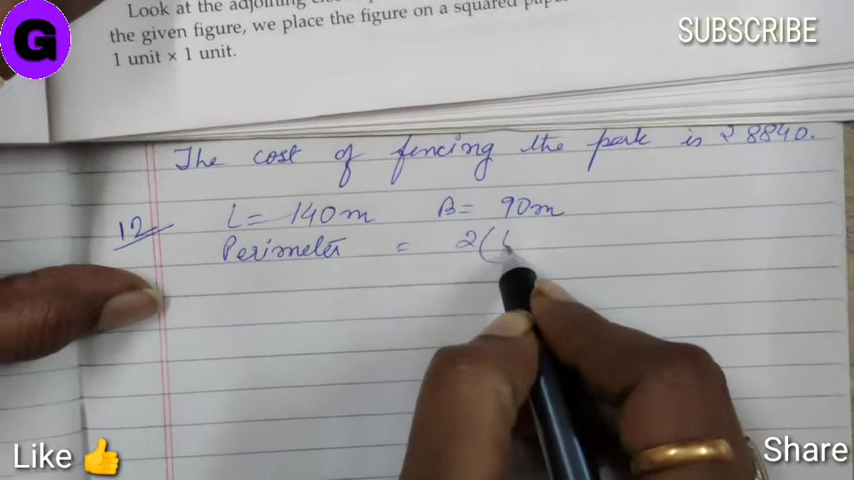 Look at the adjoining
the given figure, we place the figure on a squared
1 unit × 1 unit.
G
SUBSCRIBE
The cost of fencing the park is ₹ 8840.
12 L = 140m B = 90m
Perimeter = 2(
Like 👍
Share